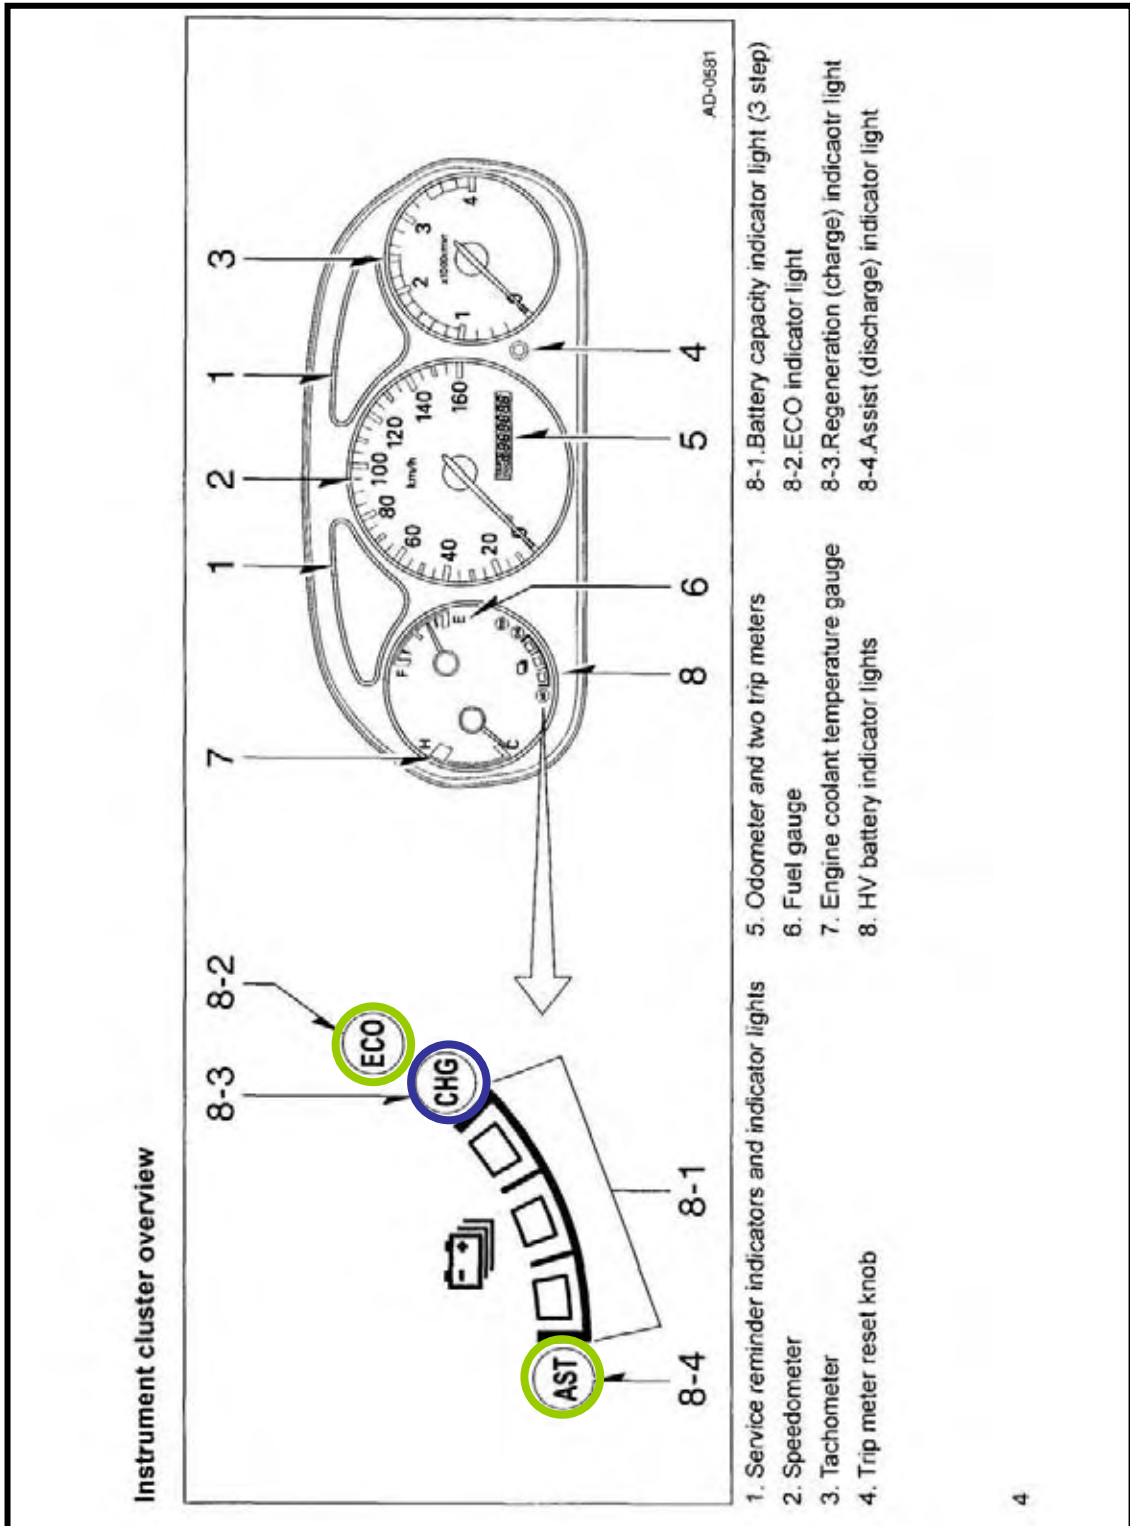 Instrument cluster overview
8-2
8-3
ECO
CHG
AST
8-4
8-1
7
1
2
1
3
H
C
F
E
20
40
60
80
100
120
140
160
km/h
1
2
3
4
x1000r/min
8
6
5
4
AD-0581
1. Service reminder indicators and indicator lights
2. Speedometer
3. Tachometer
4. Trip meter reset knob
5. Odometer and two trip meters
6. Fuel gauge
7. Engine coolant temperature gauge
8. HV battery indicator lights
8-1.Battery capacity indicator light (3 step)
8-2.ECO indicator light
8-3.Regeneration (charge) indicaotr light
8-4.Assist (discharge) indicator light
4